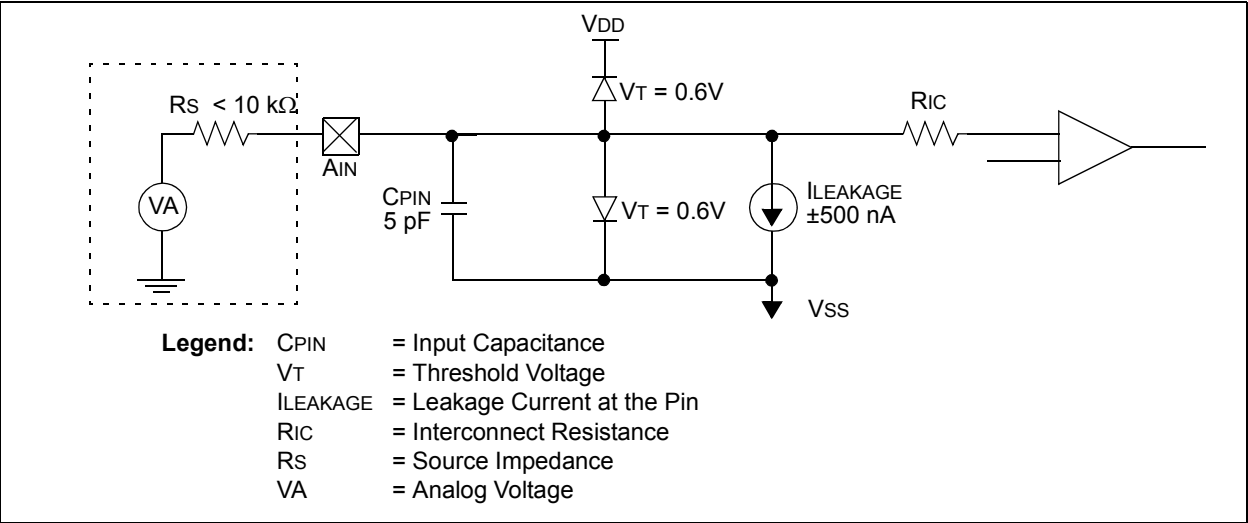 VDD
VT = 0.6V
RS < 10 kΩ
RIC
AIN
CPIN
5 pF
VA
VT = 0.6V
ILEAKAGE
±500 nA
VSS
Legend: CPIN = Input Capacitance
VT = Threshold Voltage
ILEAKAGE = Leakage Current at the Pin
RIC = Interconnect Resistance
RS = Source Impedance
VA = Analog Voltage